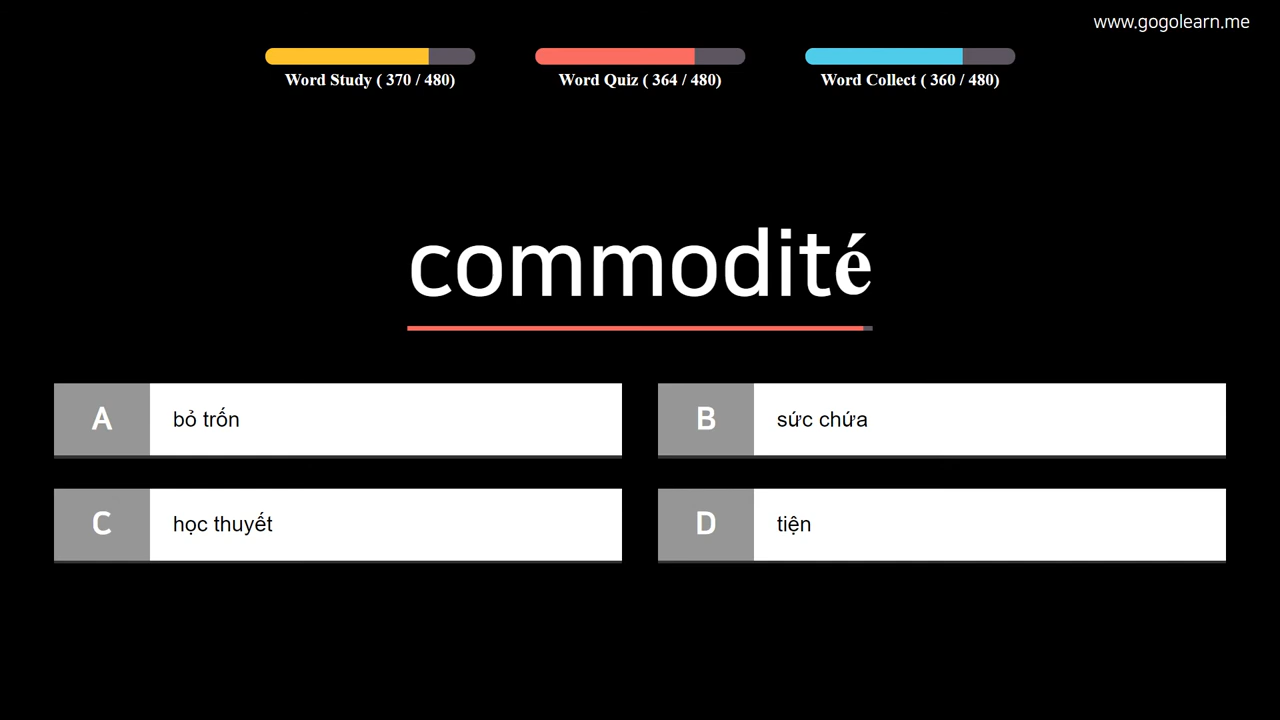 www.gogolearn.me
Word Study ( 370 / 480)
Word Quiz ( 364 / 480)
Word Collect ( 360 / 480)
commodité
A bỏ trốn
B sức chứa
C học thuyết
D tiện